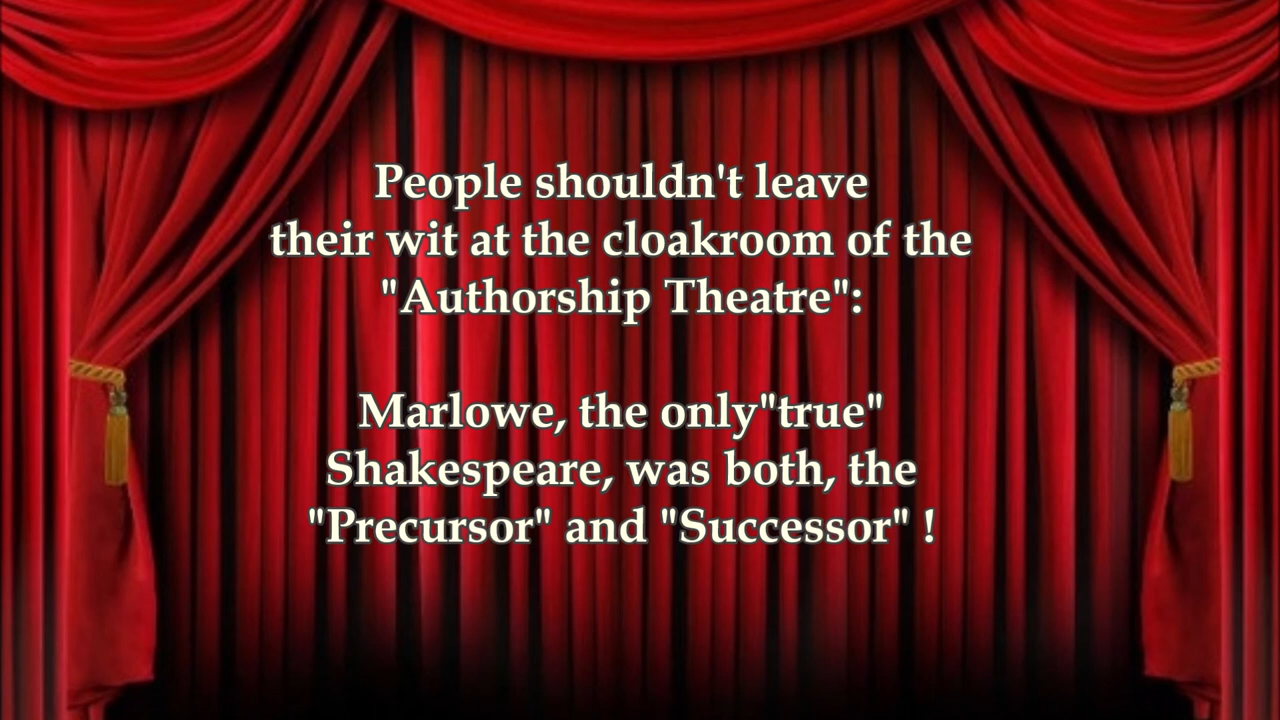 People shouldn't leave
their wit at the cloakroom of the
"Authorship Theatre":
Marlowe, the only"true"
Shakespeare, was both, the
"Precursor" and "Successor" !